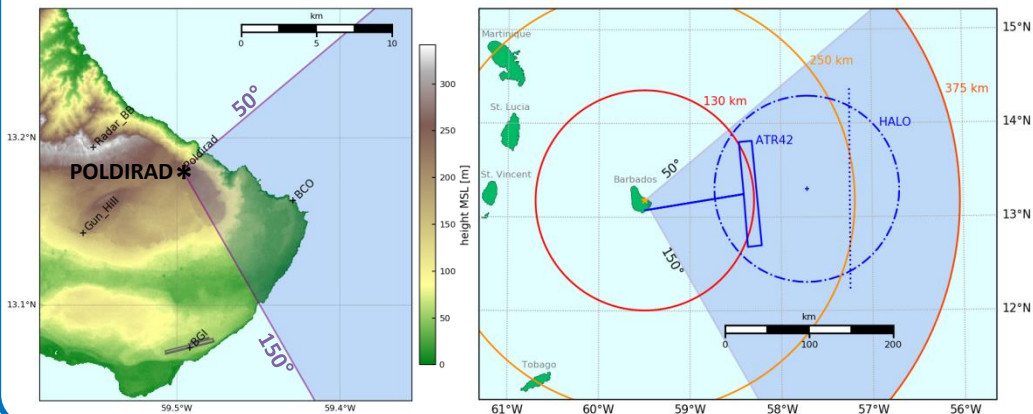 km
0
5
10
50°
13.2°N
Radar_BB
POLDIRAD
Poldirad
BCO
Gun_Hill
13.1°N
BGI
150°
59.5°W
59.4°W
height MSL [m]
300
250
200
150
100
50
0
Martinique
St. Lucia
St. Vincent
Barbados
Tobago
250 km
375 km
130 km
ATR42
HALO
50°
150°
km
0
100
200
15°N
14°N
13°N
12°N
61°W
60°W
59°W
58°W
57°W
56°W